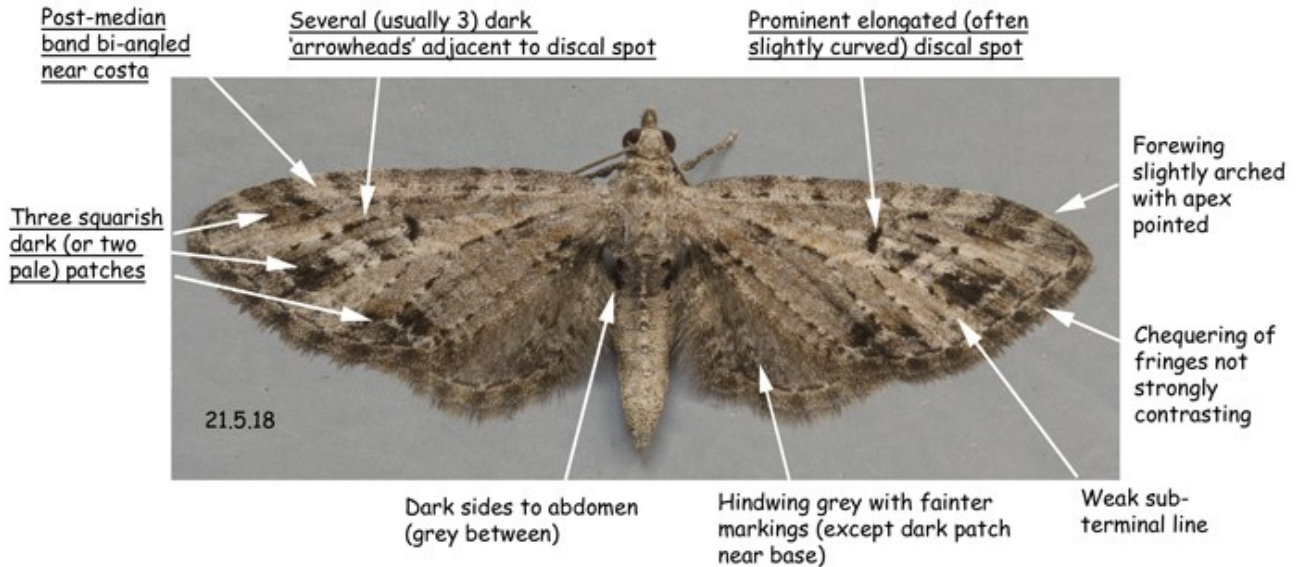 Post-median
band bi-angled
near costa
Several (usually 3) dark
'arrowheads' adjacent to discal spot
Prominent elongated (often
slightly curved) discal spot
Forewing
slightly arched
with apex
pointed
Three squarish
dark (or two
pale) patches
Chequering of
fringes not
strongly
contrasting
21.5.18
Dark sides to abdomen
(grey between)
Hindwing grey with fainter
markings (except dark patch
near base)
Weak sub-
terminal line